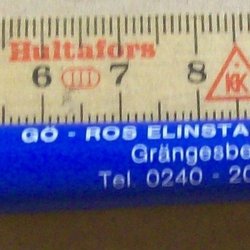 Hultafors
6 7 8
KK
GÖ - ROS ELINSTA
Grängesbe
Tel. 0240 - 20